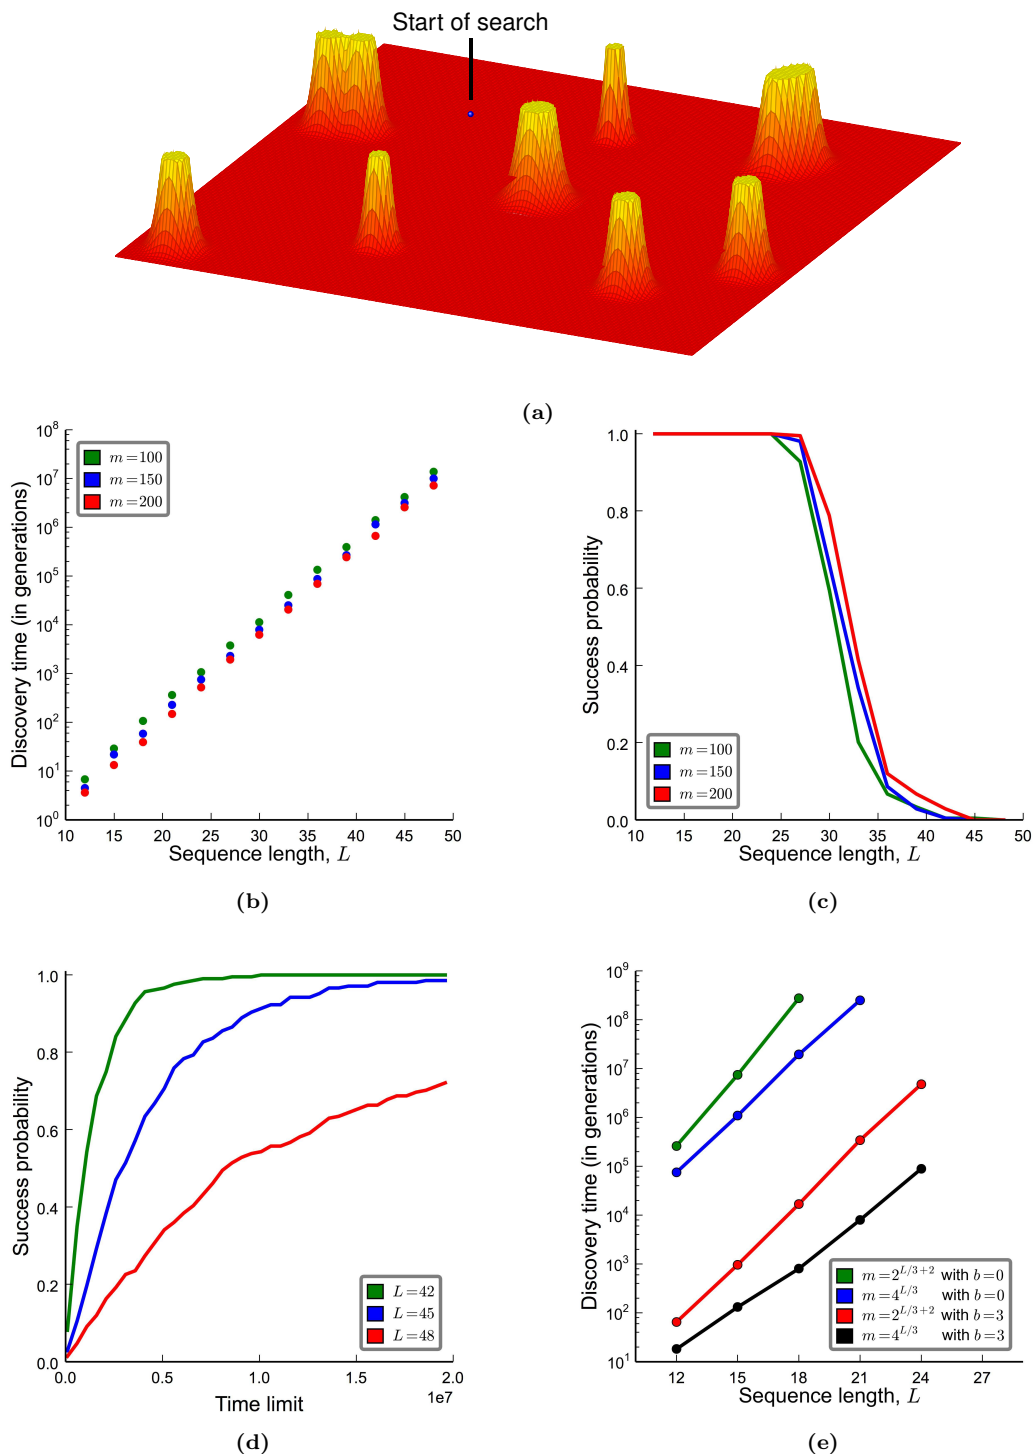 Start of search
(a)
Discovery time (in generations)
10^8
10^7
10^6
10^5
10^4
10^3
10^2
10^1
10^0
m=100
m=150
m=200
10 15 20 25 30 35 40 45 50
Sequence length, L
(b)
Success probability
1.0
0.8
0.6
0.4
0.2
0.0
m=100
m=150
m=200
10 15 20 25 30 35 40 45 50
Sequence length, L
(c)
Success probability
1.0
0.8
0.6
0.4
0.2
0.0
L=42
L=45
L=48
0.0 0.5 1.0 1.5 2.0
1e7
Time limit
(d)
Discovery time (in generations)
10^9
10^8
10^7
10^6
10^5
10^4
10^3
10^2
10^1
m=2^{L/3+2} with b=0
m=4^{L/3} with b=0
m=2^{L/3+2} with b=3
m=4^{L/3} with b=3
12 15 18 21 24 27
Sequence length, L
(e)